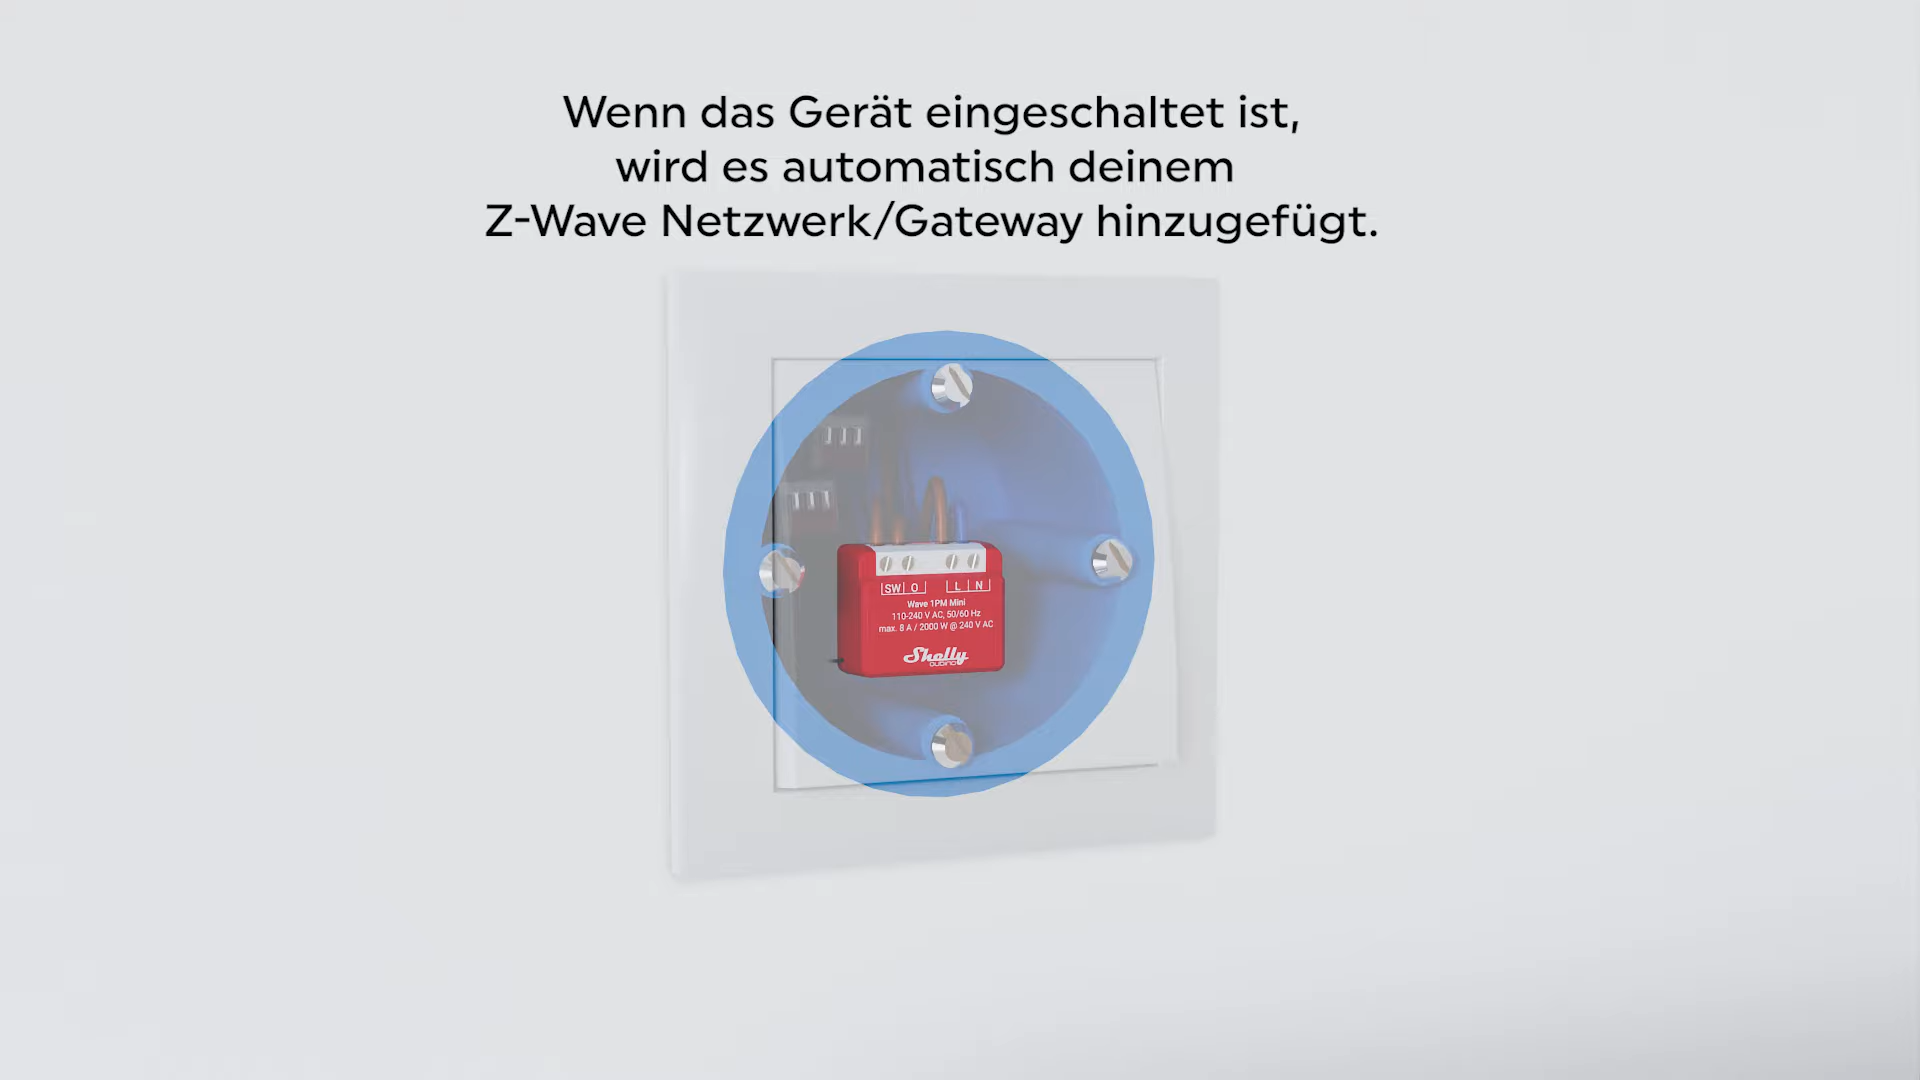 Wenn das Gerät eingeschaltet ist,
wird es automatisch deinem
Z-Wave Netzwerk/Gateway hinzugefügt.
SW O L N
Wave 1PM Mini
110-240 V AC, 50/60 Hz
max. 8 A / 2000 W @ 240 V AC
Shelly
QUBINO